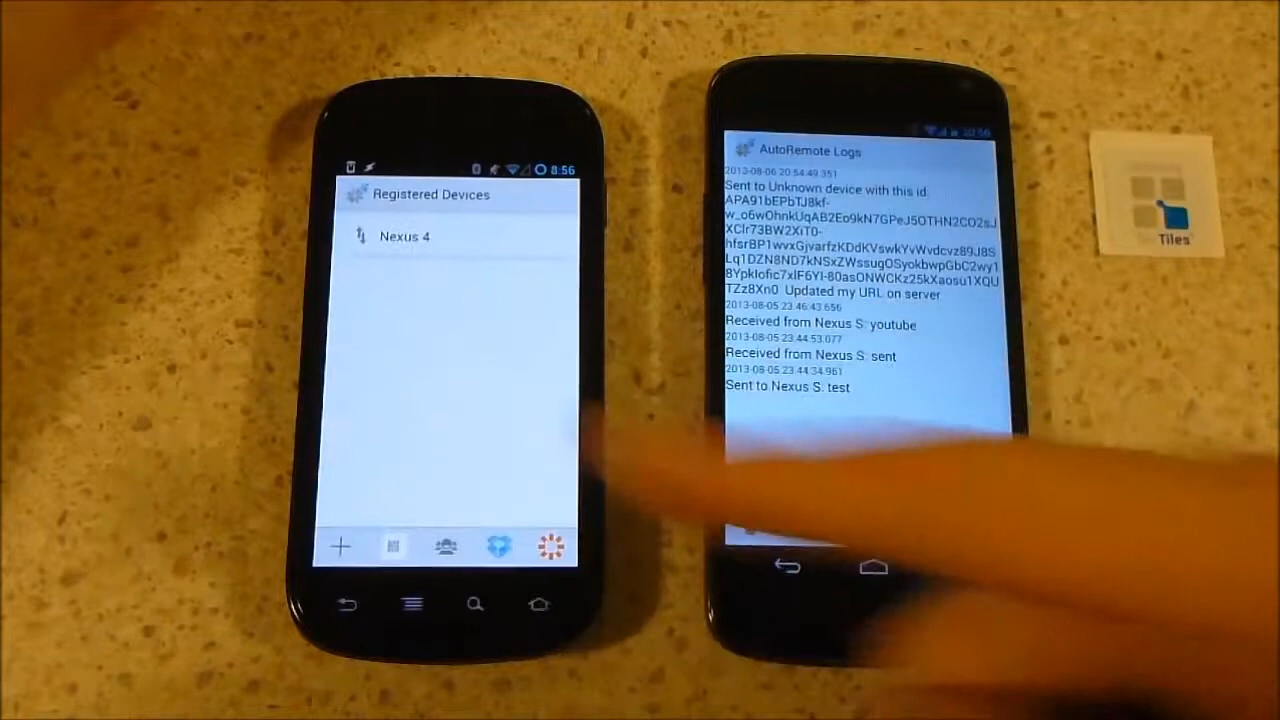 8:56
Registered Devices
Nexus 4
20:56
AutoRemote Logs
2013-08-06 20:54:49.351
Sent to Unknown device with this id:
APA91bEPbTJ8kf-
w_o6wOhnkUqAB2Eo9kN7GPeJ5OTHN2CO2sJ
XClr73BW2XiT0-
hfsrBP1wvxGjvarfzKDdKVswkYvWvdcvz89J8S
Lq1DZN8ND7kNSxZWssugOSyokbwpGbC2wy1
8Ypklofic7xlF6YI-80asONWCKz25kXaosu1XQU
TZz8Xn0 Updated my URL on server
2013-08-05 23:46:43.656
Received from Nexus S: youtube
2013-08-05 23:44:53.077
Received from Nexus S: sent
2013-08-05 23:44:34.961
Sent to Nexus S: test
Tiles